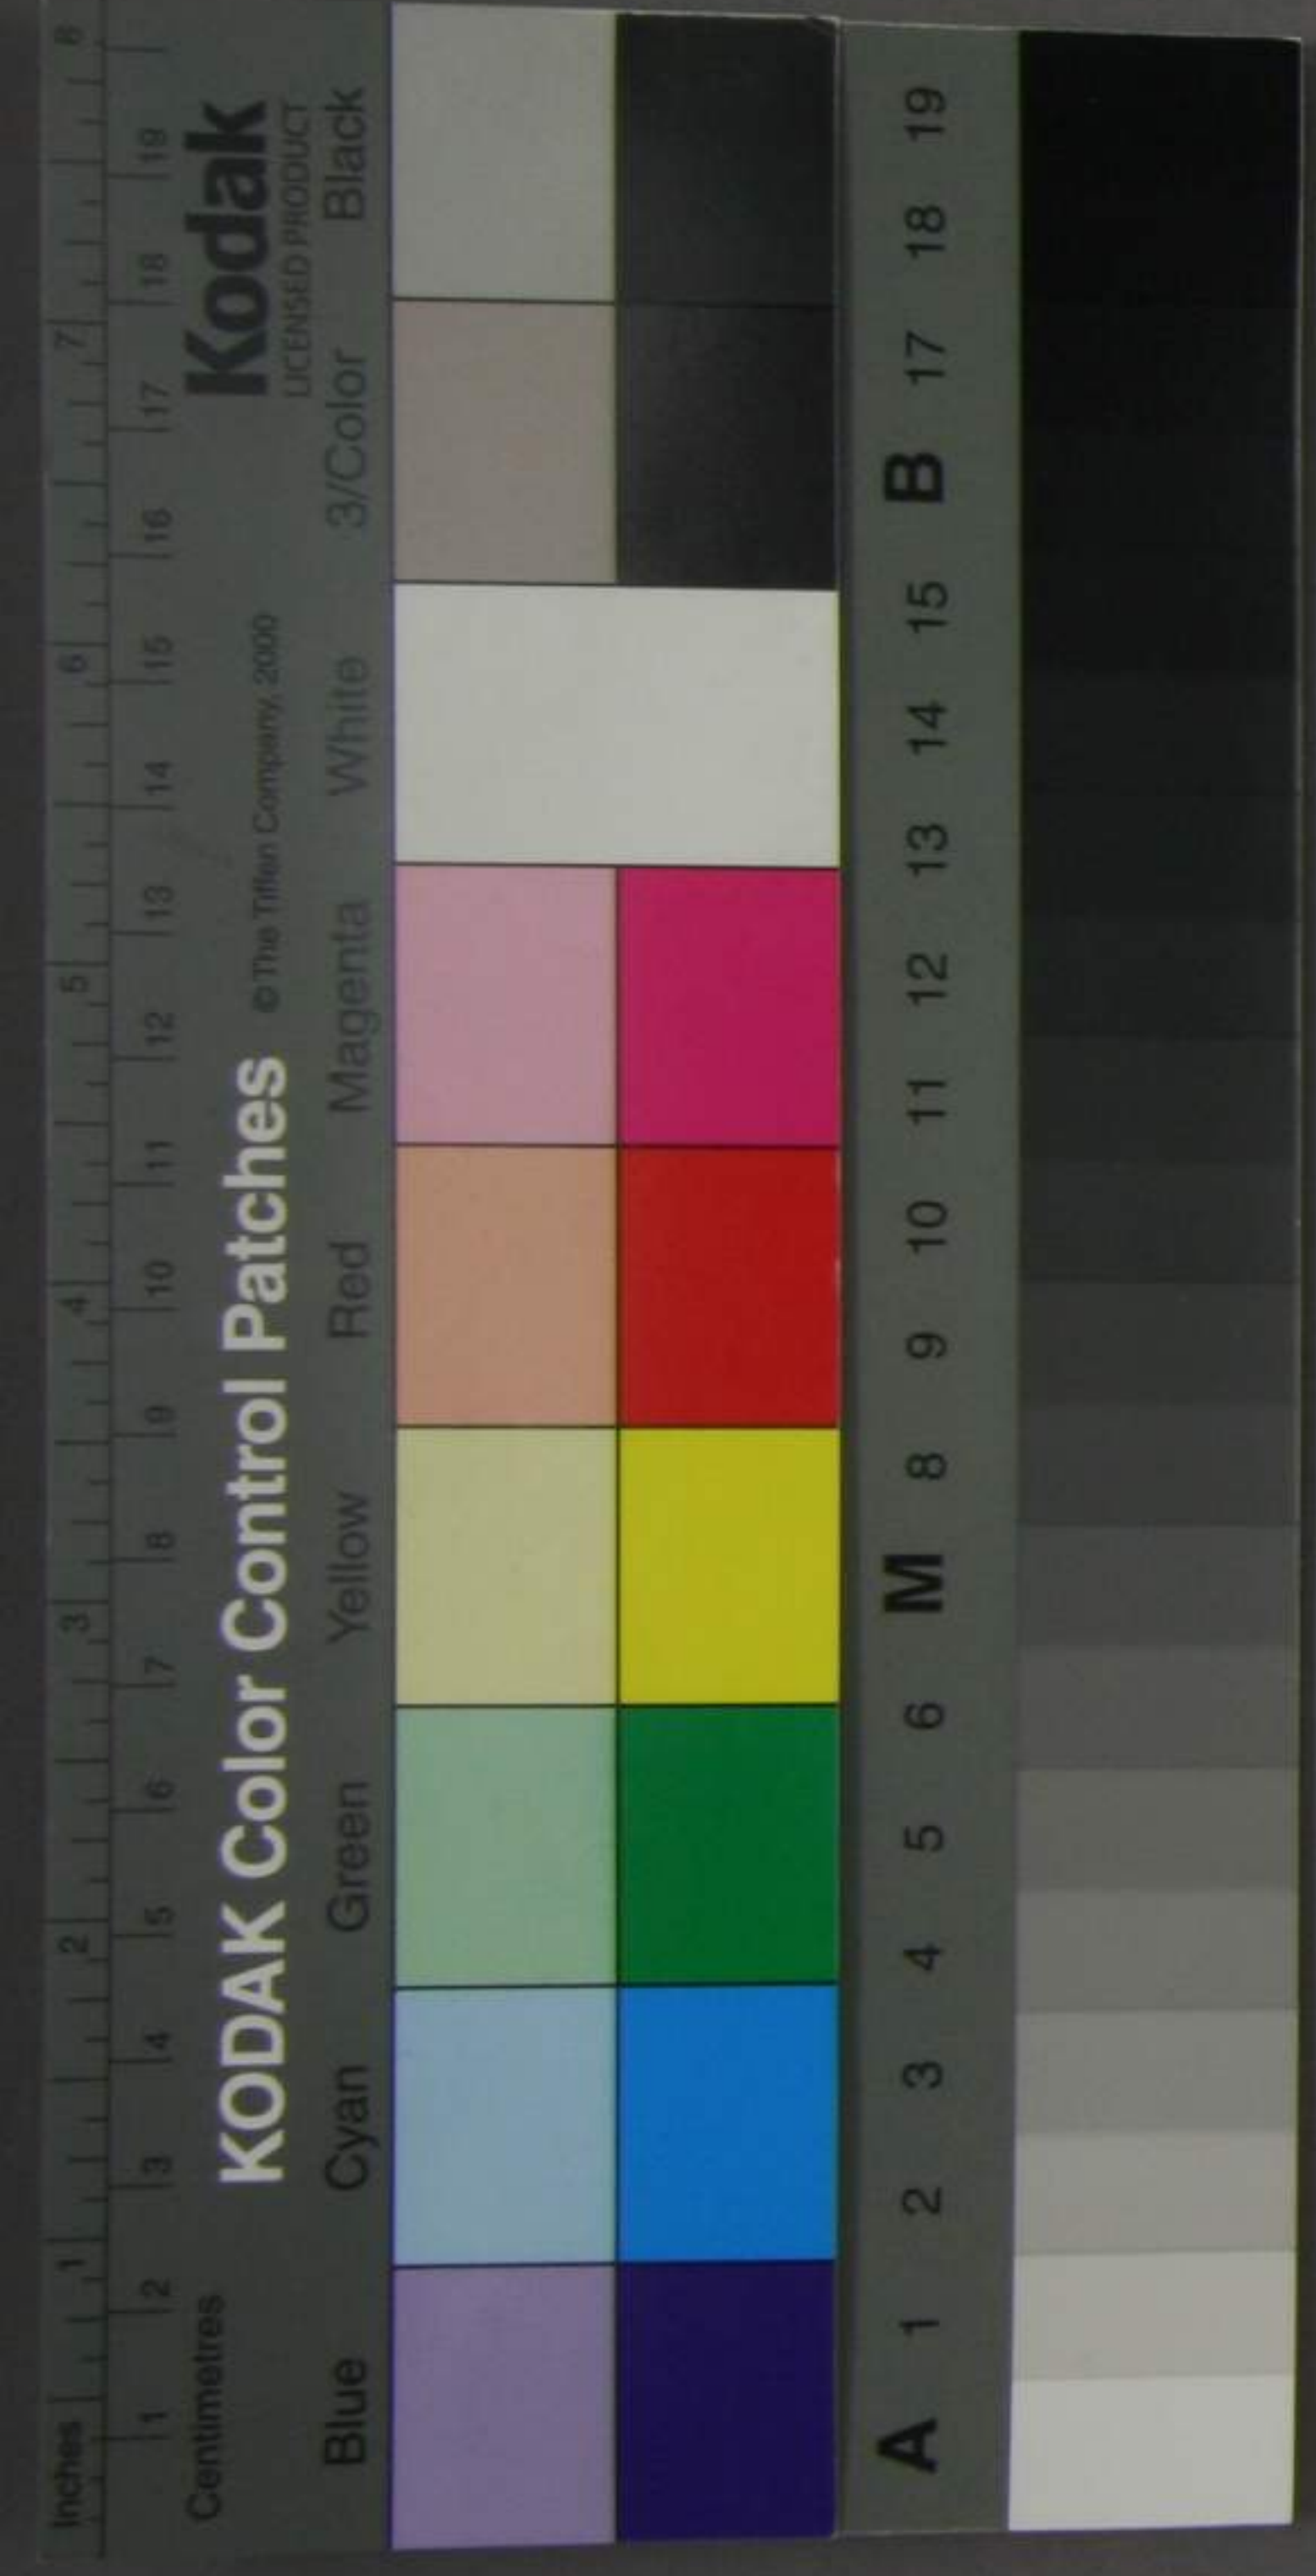 Inches 1 2 3 4 5 6 7 8
Centimetres 1 2 3 4 5 6 7 8 9 10 11 12 13 14 15 16 17 18 19
KODAK Color Control Patches © The Tiffen Company, 2000 Kodak
LICENSED PRODUCT
Blue Cyan Green Yellow Red Magenta White 3/Color Black
A 1 2 3 4 5 6 M 8 9 10 11 12 13 14 15 B 17 18 19